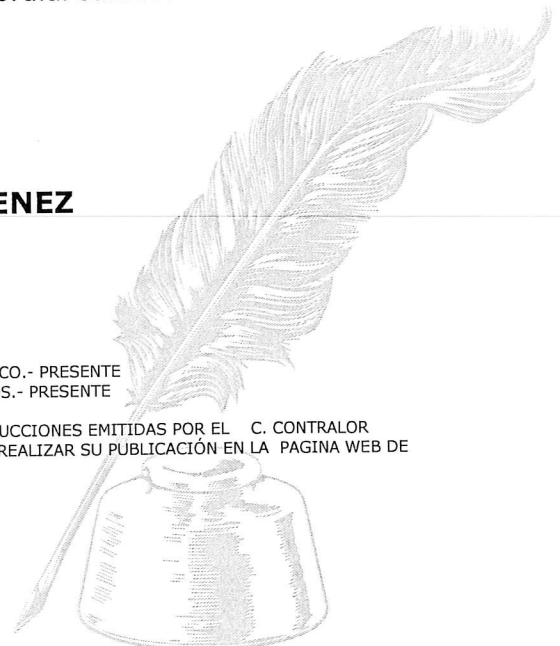 ENEZ
CO.- PRESENTE
S.- PRESENTE
UCCIONES EMITIDAS POR EL C. CONTRALOR
REALIZAR SU PUBLICACIÓN EN LA PAGINA WEB DE